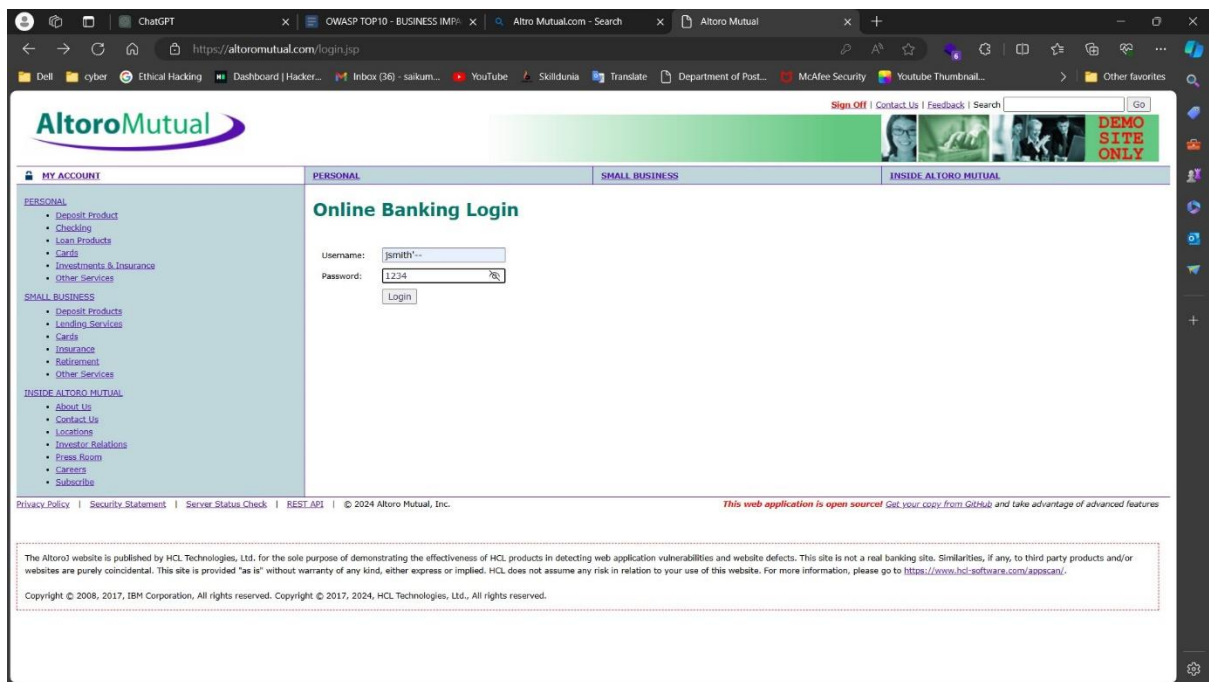 ChatGPT
OWASP TOP10 - BUSINESS IMPA
Altro Mutual.com - Search
Altoro Mutual
https://altoromutual.com/login.jsp
Dell
cyber
Ethical Hacking
Dashboard | Hacker...
Inbox (36) - saikum...
YouTube
Skilldunia
Translate
Department of Post...
McAfee Security
Youtube Thumbnail...
Other favorites
AltoroMutual
Sign Off | Contact Us | Feedback | Search
Go
DEMO
SITE
ONLY
MY ACCOUNT
PERSONAL
SMALL BUSINESS
INSIDE ALTORO MUTUAL
PERSONAL
• Deposit Product
• Checking
• Loan Products
• Cards
• Investments & Insurance
• Other Services
SMALL BUSINESS
• Deposit Products
• Lending Services
• Cards
• Insurance
• Retirement
• Other Services
INSIDE ALTORO MUTUAL
• About Us
• Contact Us
• Locations
• Investor Relations
• Press Room
• Careers
• Subscribe
Online Banking Login
Username: jsmith'--
Password: 1234
Login
Privacy Policy | Security Statement | Server Status Check | REST API | © 2024 Altoro Mutual, Inc.
This web application is open source! Get your copy from GitHub and take advantage of advanced features
The AltoroJ website is published by HCL Technologies, Ltd. for the sole purpose of demonstrating the effectiveness of HCL products in detecting web application vulnerabilities and website defects. This site is not a real banking site. Similarities, if any, to third party products and/or
websites are purely coincidental. This site is provided "as is" without warranty of any kind, either express or implied. HCL does not assume any risk in relation to your use of this website. For more information, please go to https://www.hcl-software.com/appscan/.
Copyright © 2008, 2017, IBM Corporation, All rights reserved. Copyright © 2017, 2024, HCL Technologies, Ltd., All rights reserved.